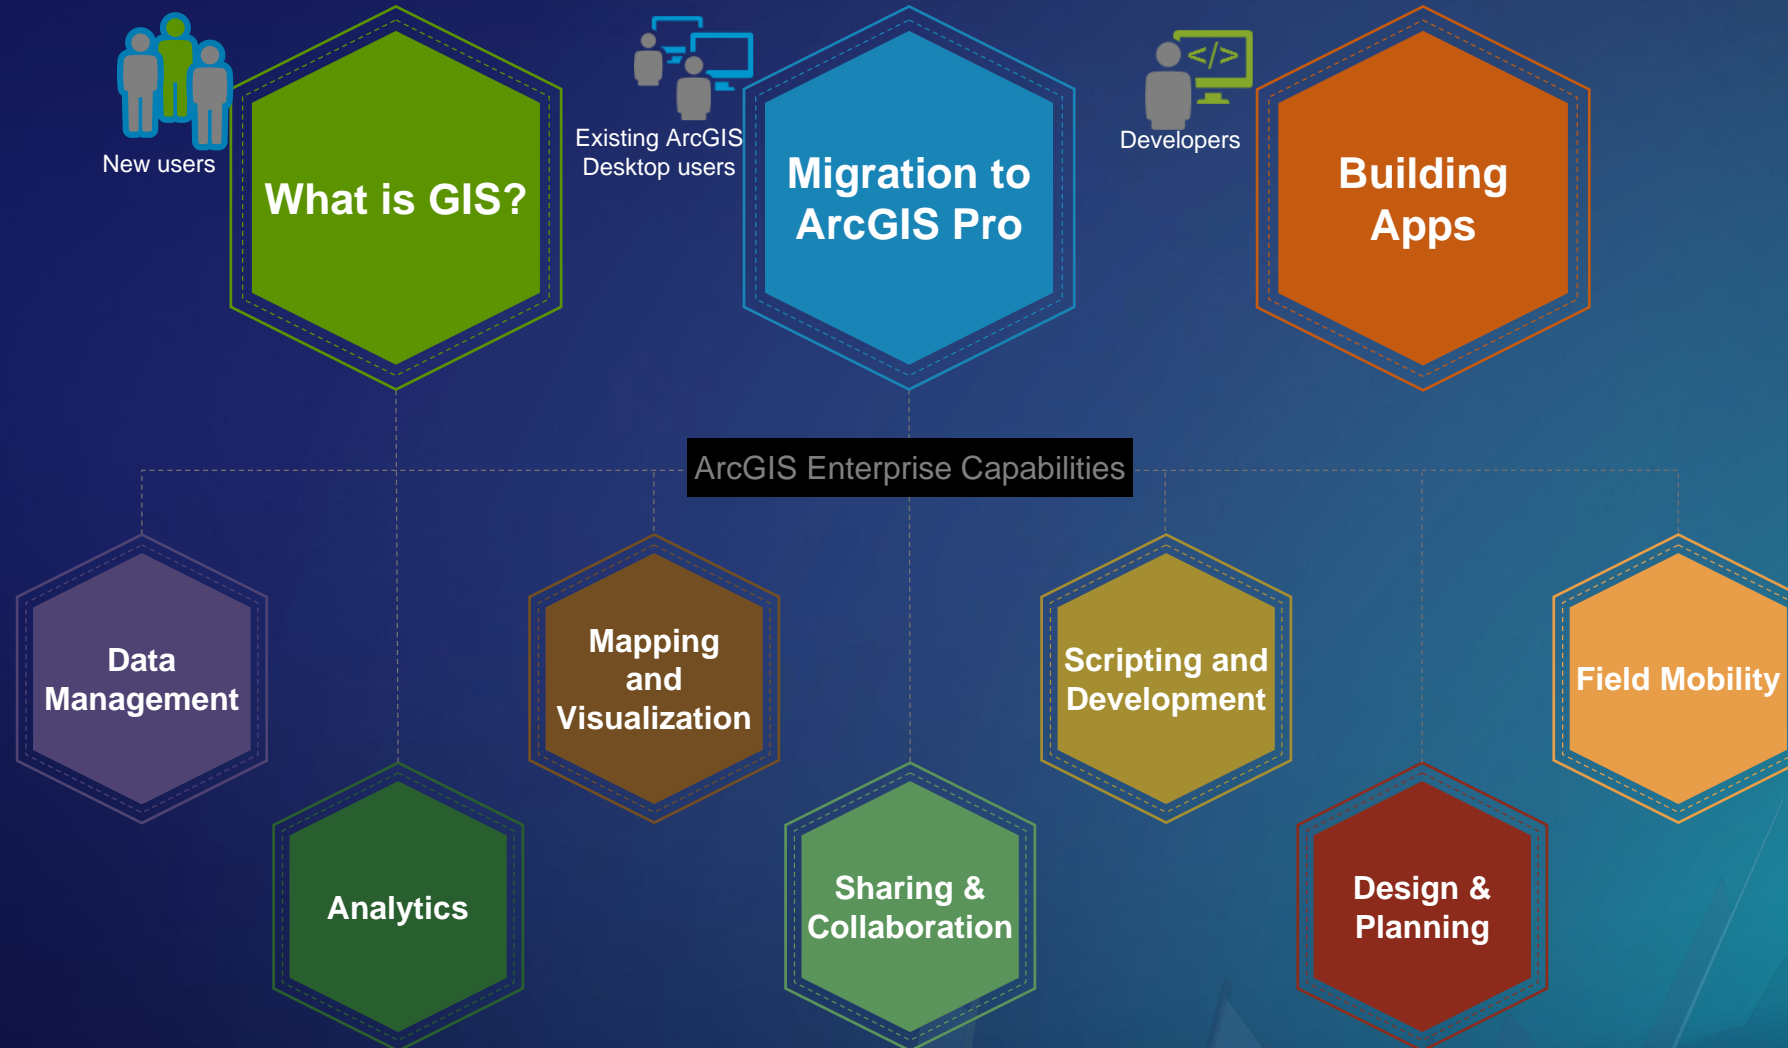 New users
What is GIS?
Existing ArcGIS
Desktop users
Migration to
ArcGIS Pro
</>
Developers
Building
Apps
ArcGIS Enterprise Capabilities
Data
Management
Mapping
and
Visualization
Scripting and
Development
Field Mobility
Analytics
Sharing &
Collaboration
Design &
Planning